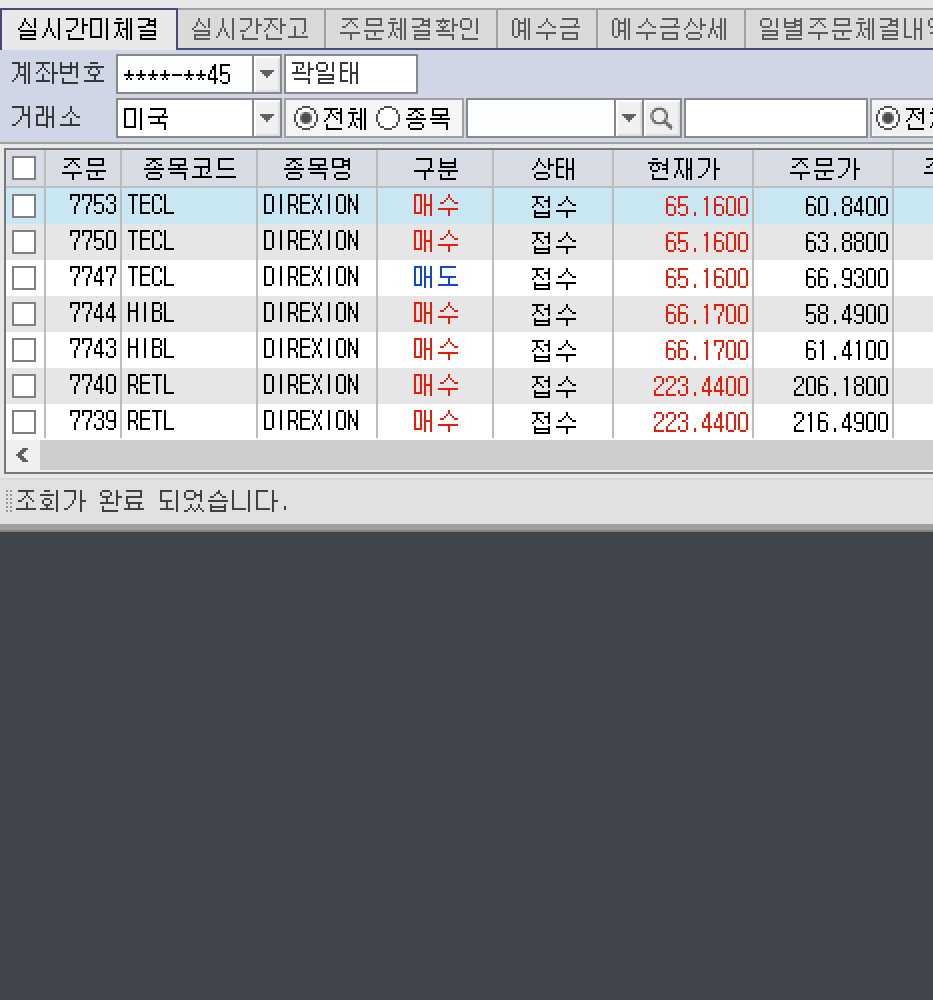 실시간미체결 실시간잔고 주문체결확인 예수금 예수금상세 일별주문체결내
계좌번호 ****-**45 곽일태
거래소 미국 전체 종목 전
주문 종목코드 종목명 구분 상태 현재가 주문가
7753 TECL DIREXION 매수 접수 65.1600 60.8400
7750 TECL DIREXION 매수 접수 65.1600 63.8800
7747 TECL DIREXION 매도 접수 65.1600 66.9300
7744 HIBL DIREXION 매수 접수 66.1700 58.4900
7743 HIBL DIREXION 매수 접수 66.1700 61.4100
7740 RETL DIREXION 매수 접수 223.4400 206.1800
7739 RETL DIREXION 매수 접수 223.4400 216.4900
조회가 완료 되었습니다.